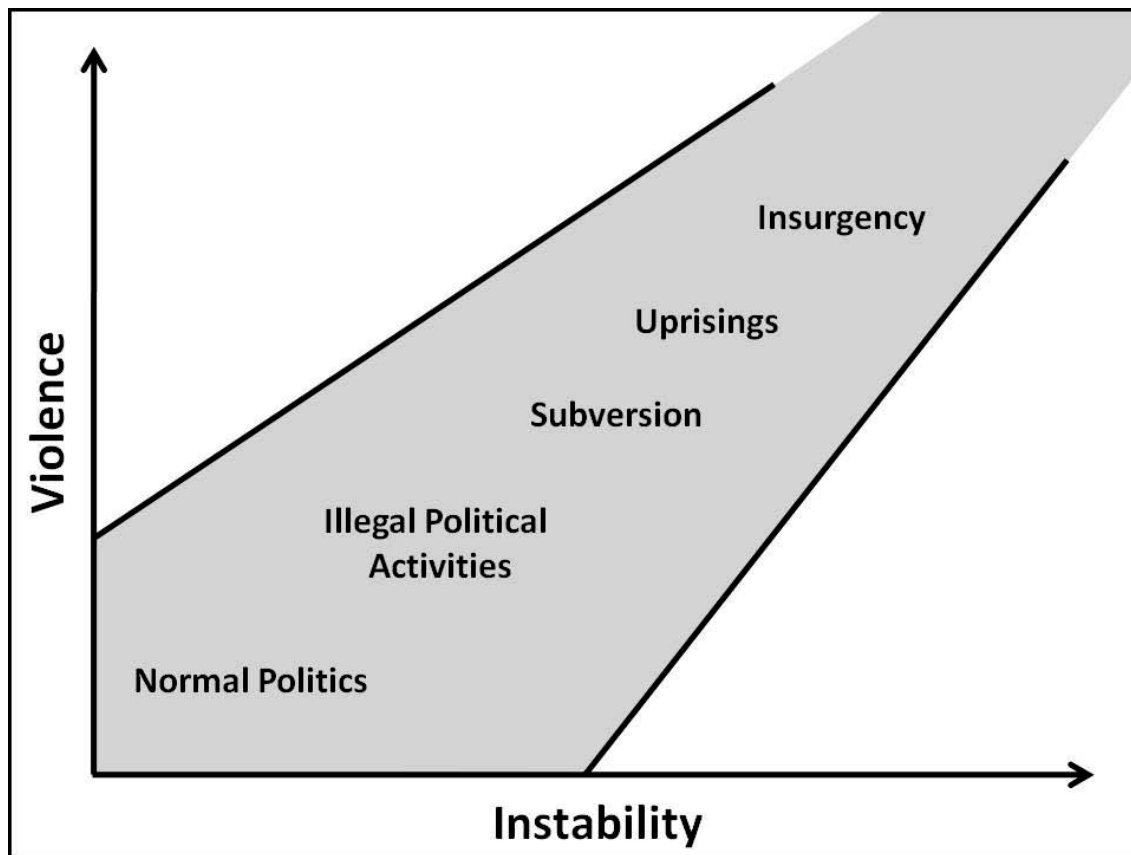 Violence
Insurgency
Uprisings
Subversion
Illegal Political
Activities
Normal Politics
Instability